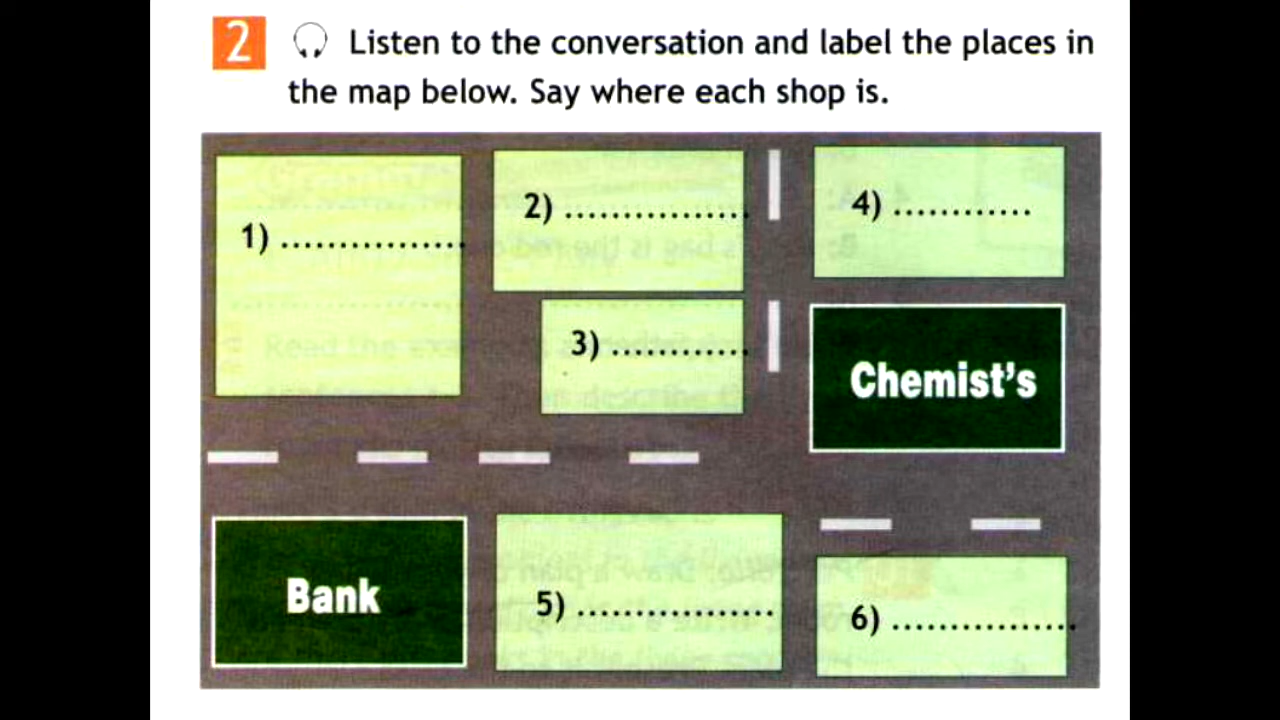 2 Listen to the conversation and label the places in
the map below. Say where each shop is.
1) ................
2) ................
4) ............
3) ............
Chemist's
Bank
5) .................
6) ................